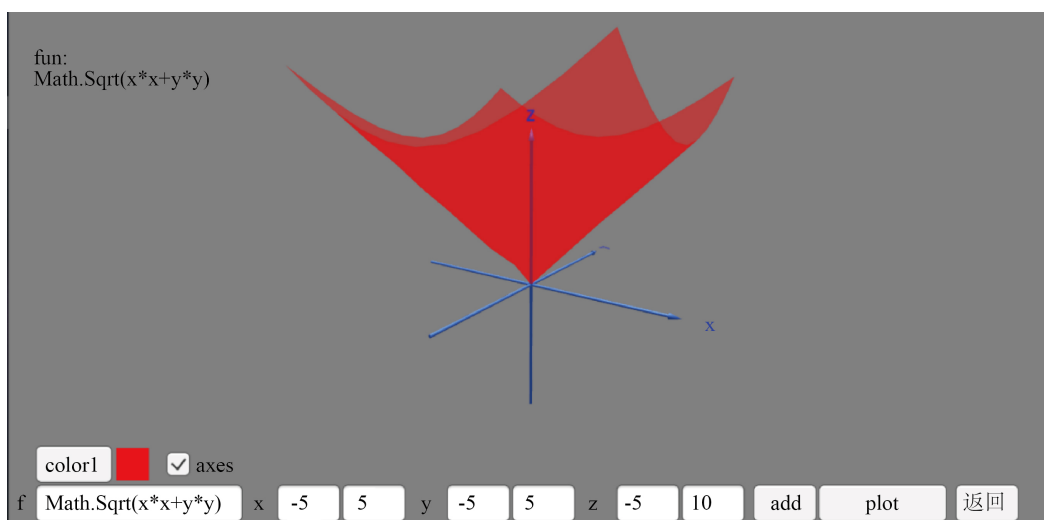 fun:
Math.Sqrt(x*x+y*y)
z
x
color1 axes
f Math.Sqrt(x*x+y*y) x -5 5 y -5 5 z -5 10 add plot 返回